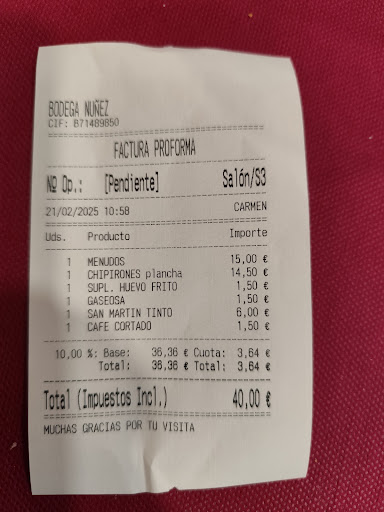 BODEGA NUÑEZ
CIF: B71489850
FACTURA PROFORMA
Nº Op.: [Pendiente] Salón/S3
21/02/2025 10:58 CARMEN
Uds. Producto Importe
1 MENUDOS 15,00 €
1 CHIPIRONES plancha 14,50 €
1 SUPL. HUEVO FRITO 1,50 €
1 GASEOSA 1,50 €
1 SAN MARTIN TINTO 6,00 €
1 CAFE CORTADO 1,50 €
10,00 %: Base: 36,36 € Cuota: 3,64 €
Total: 36,36 € Total: 3,64 €
Total (Impuestos Incl.) 40,00 €
MUCHAS GRACIAS POR TU VISITA